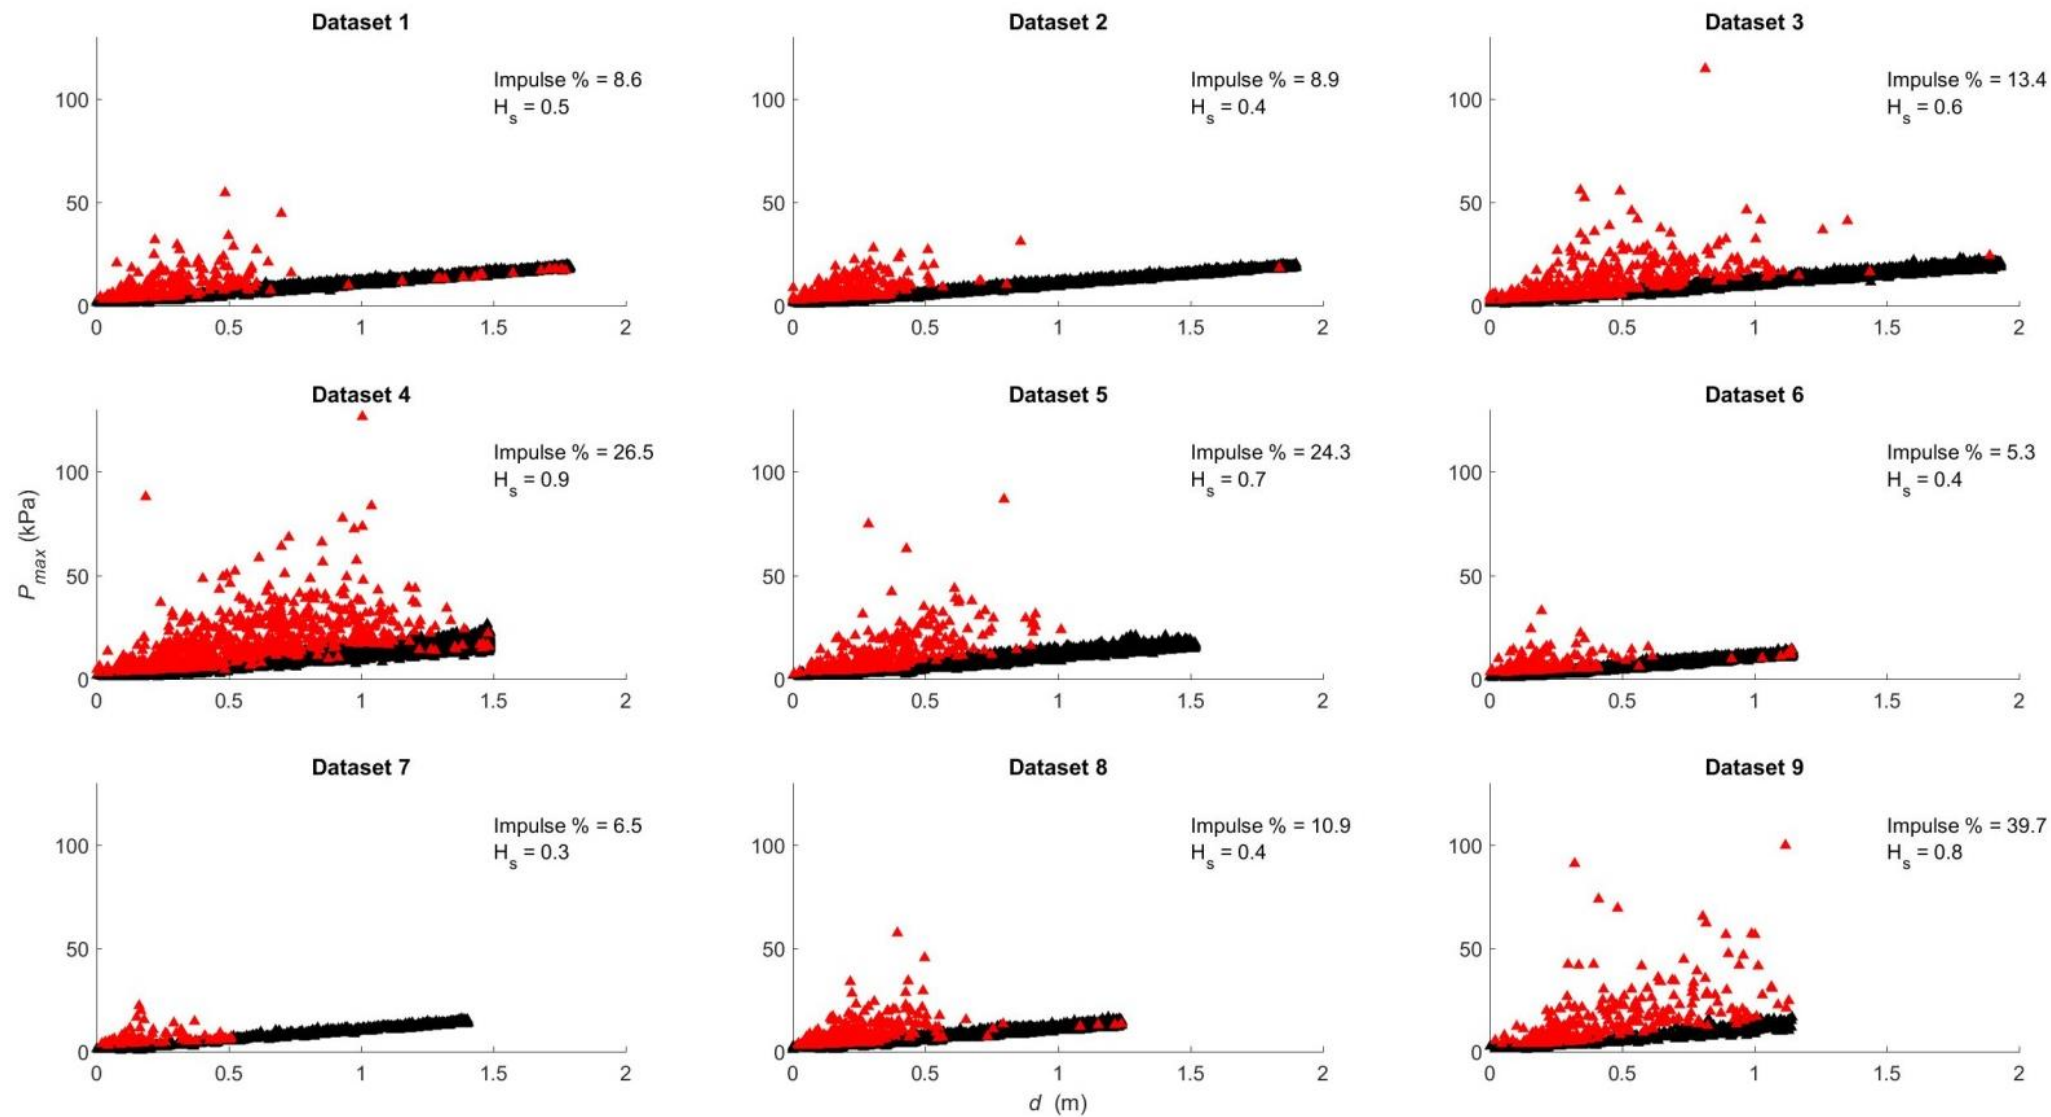 Dataset 1
Impulse % = 8.6
H_s = 0.5
100
50
0
0 0.5 1 1.5 2
Dataset 2
Impulse % = 8.9
H_s = 0.4
100
50
0
0 0.5 1 1.5 2
Dataset 3
Impulse % = 13.4
H_s = 0.6
100
50
0
0 0.5 1 1.5 2
Dataset 4
Impulse % = 26.5
H_s = 0.9
P_max (kPa)
100
50
0
0 0.5 1 1.5 2
Dataset 5
Impulse % = 24.3
H_s = 0.7
100
50
0
0 0.5 1 1.5 2
Dataset 6
Impulse % = 5.3
H_s = 0.4
100
50
0
0 0.5 1 1.5 2
Dataset 7
Impulse % = 6.5
H_s = 0.3
100
50
0
0 0.5 1 1.5 2
Dataset 8
Impulse % = 10.9
H_s = 0.4
100
50
0
0 0.5 1 1.5 2
d (m)
Dataset 9
Impulse % = 39.7
H_s = 0.8
100
50
0
0 0.5 1 1.5 2